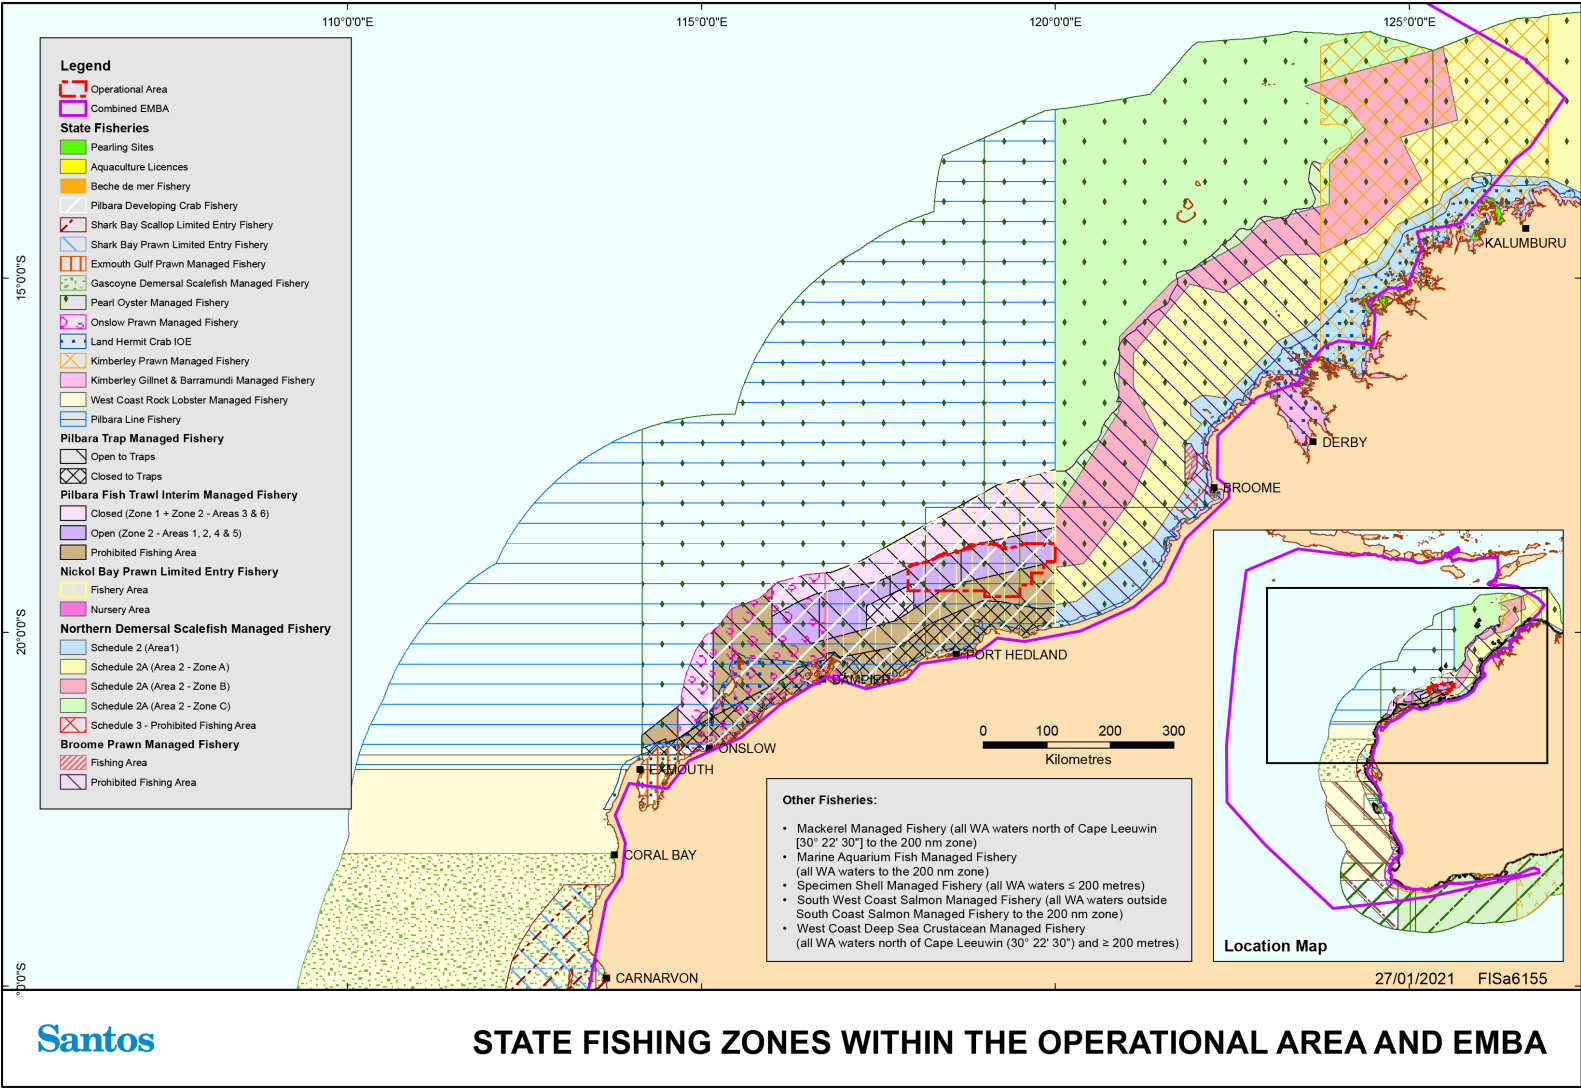 110°0'0"E
115°0'0"E
120°0'0"E
125°0'0"E
15°0'0"S
20°0'0"S
Legend
Operational Area
Combined EMBA
State Fisheries
Pearling Sites
Aquaculture Licences
Beche de mer Fishery
Pilbara Developing Crab Fishery
Shark Bay Scallop Limited Entry Fishery
Shark Bay Prawn Limited Entry Fishery
Exmouth Gulf Prawn Managed Fishery
Gascoyne Demersal Scalefish Managed Fishery
Pearl Oyster Managed Fishery
Onslow Prawn Managed Fishery
Land Hermit Crab IOE
Kimberley Prawn Managed Fishery
Kimberley Gillnet & Barramundi Managed Fishery
West Coast Rock Lobster Managed Fishery
Pilbara Line Fishery
Pilbara Trap Managed Fishery
Open to Traps
Closed to Traps
Pilbara Fish Trawl Interim Managed Fishery
Closed (Zone 1 + Zone 2 - Areas 3 & 6)
Open (Zone 2 - Areas 1, 2, 4 & 5)
Prohibited Fishing Area
Nickol Bay Prawn Limited Entry Fishery
Fishery Area
Nursery Area
Northern Demersal Scalefish Managed Fishery
Schedule 2 (Area1)
Schedule 2A (Area 2 - Zone A)
Schedule 2A (Area 2 - Zone B)
Schedule 2A (Area 2 - Zone C)
Schedule 3 - Prohibited Fishing Area
Broome Prawn Managed Fishery
Fishing Area
Prohibited Fishing Area
KALUMBURU
DERBY
BROOME
PORT HEDLAND
DAMPIER
ONSLOW
EXMOUTH
CORAL BAY
CARNARVON
0 100 200 300
Kilometres
Other Fisheries:
• Mackerel Managed Fishery (all WA waters north of Cape Leeuwin
[30° 22' 30"] to the 200 nm zone)
• Marine Aquarium Fish Managed Fishery
(all WA waters to the 200 nm zone)
• Specimen Shell Managed Fishery (all WA waters ≤ 200 metres)
• South West Coast Salmon Managed Fishery (all WA waters outside
South Coast Salmon Managed Fishery to the 200 nm zone)
• West Coast Deep Sea Crustacean Managed Fishery
(all WA waters north of Cape Leeuwin (30° 22' 30") and ≥ 200 metres)
Location Map
27/01/2021 FISa6155
Santos
STATE FISHING ZONES WITHIN THE OPERATIONAL AREA AND EMBA